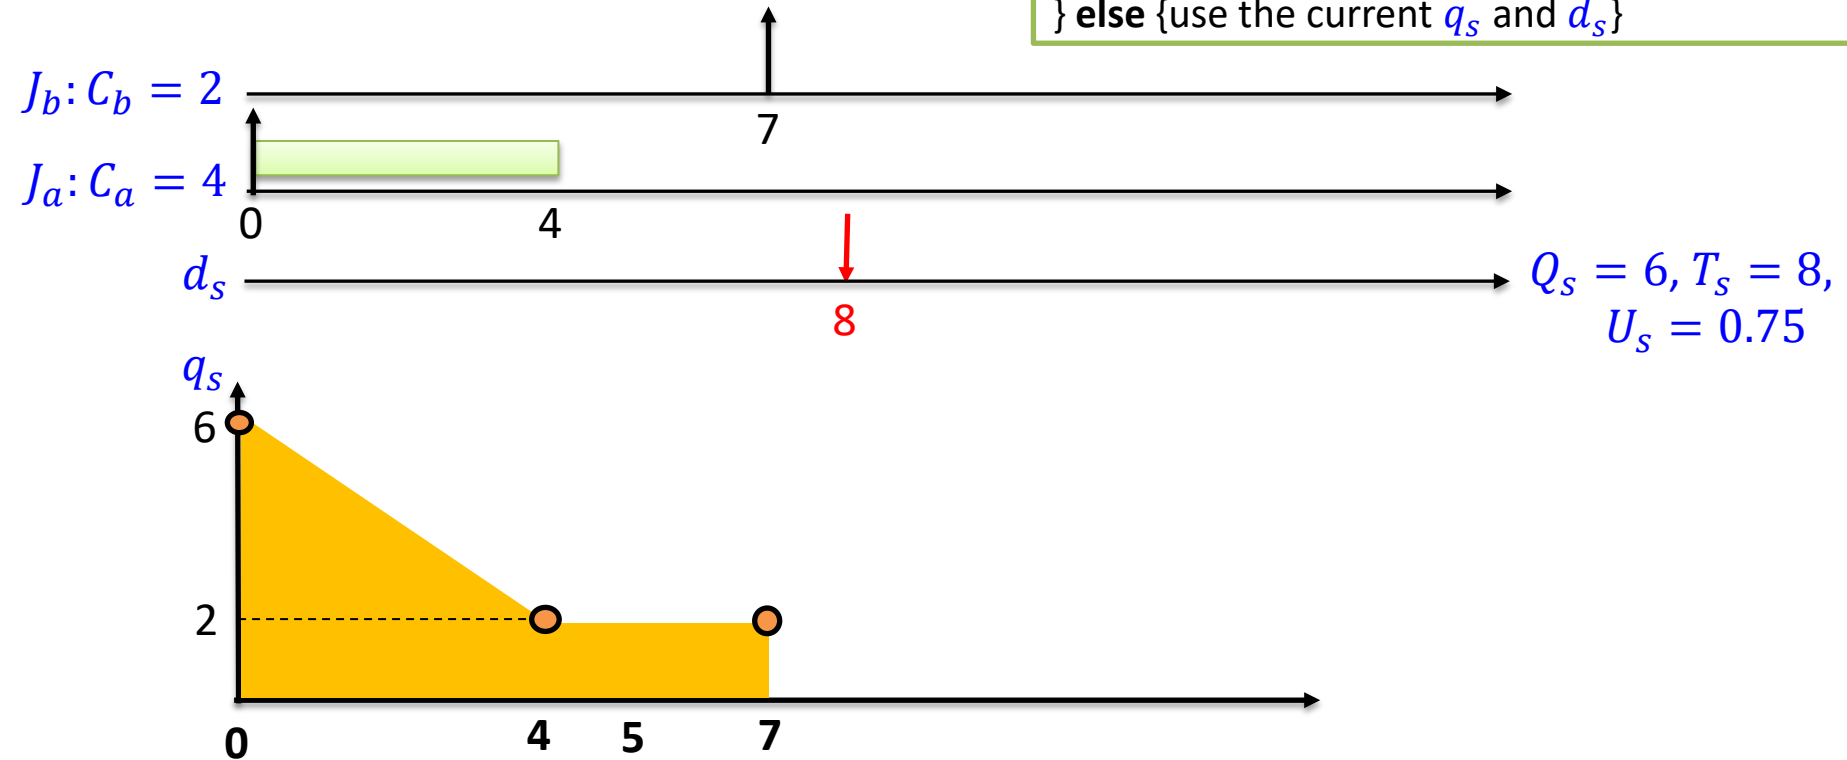 } else {use the current q_s and d_s}
J_b: C_b = 2
7
J_a: C_a = 4
0 4
d_s
Q_s = 6, T_s = 8,
8
U_s = 0.75
q_s
6
2
0 4 5 7